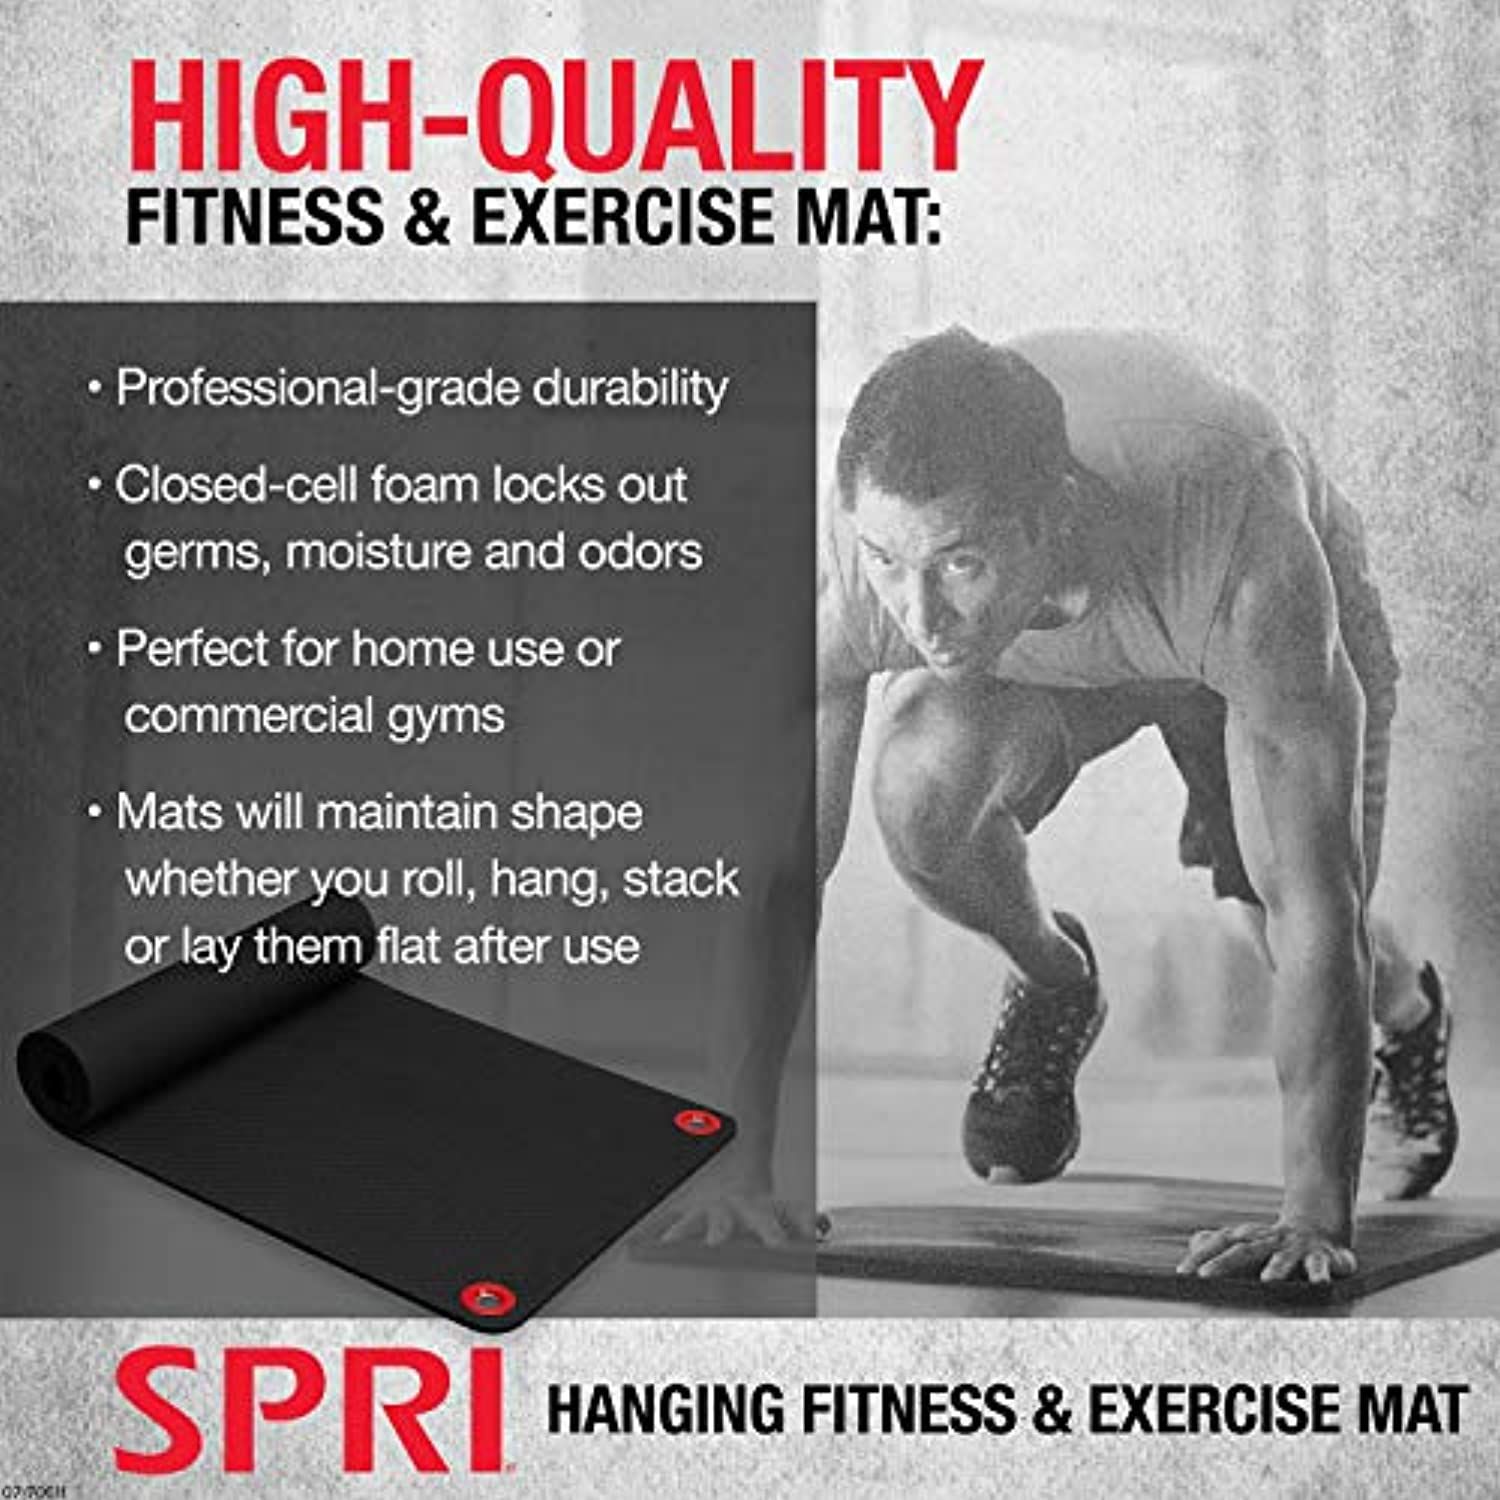 HIGH-QUALITY
FITNESS & EXERCISE MAT:
• Professional-grade durability
• Closed-cell foam locks out
germs, moisture and odors
• Perfect for home use or
commercial gyms
• Mats will maintain shape
whether you roll, hang, stack
or lay them flat after use
SPRI
HANGING FITNESS & EXERCISE MAT